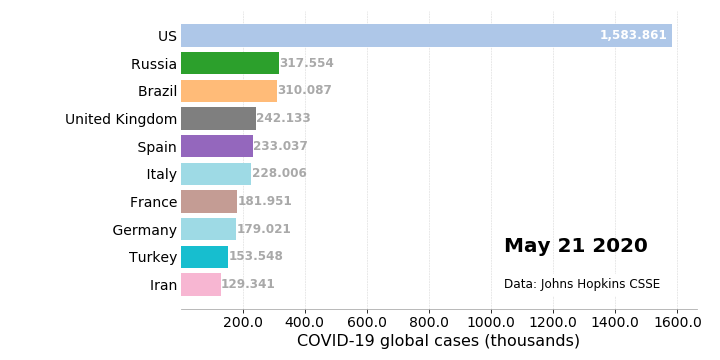 US 1,583.861
Russia 317.554
Brazil 310.087
United Kingdom 242.133
Spain 233.037
Italy 228.006
France 181.951
Germany 179.021
Turkey 153.548
Iran 129.341
May 21 2020
Data: Johns Hopkins CSSE
200.0 400.0 600.0 800.0 1000.0 1200.0 1400.0 1600.0
COVID-19 global cases (thousands)